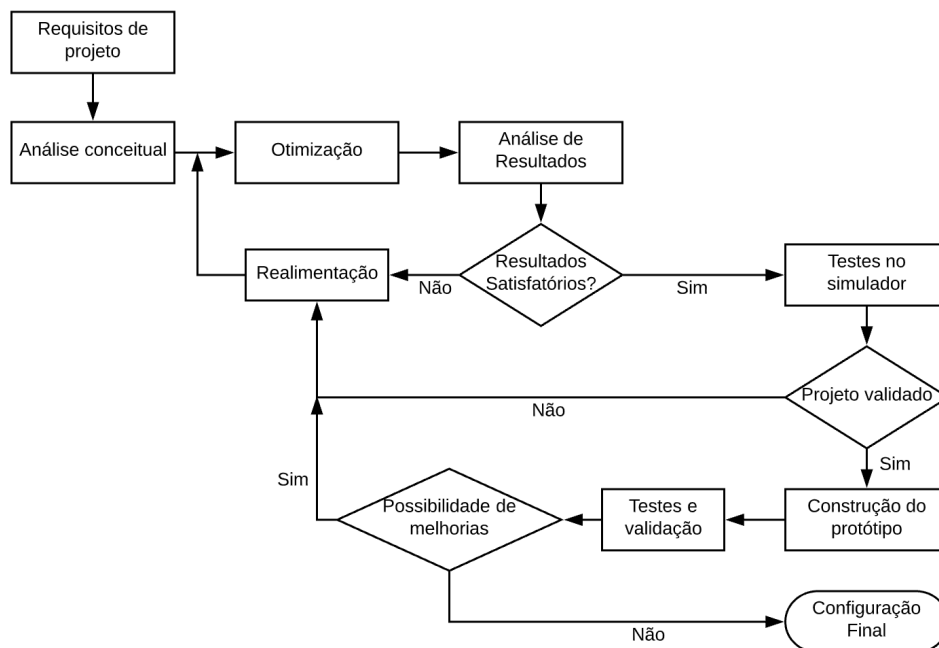 Requisitos de
projeto
Análise conceitual
Otimização
Análise de
Resultados
Realimentação
Não
Resultados
Satisfatórios?
Sim
Testes no
simulador
Projeto validado
Não
Sim
Sim
Possibilidade de
melhorias
Testes e
validação
Construção do
protótipo
Não
Configuração
Final